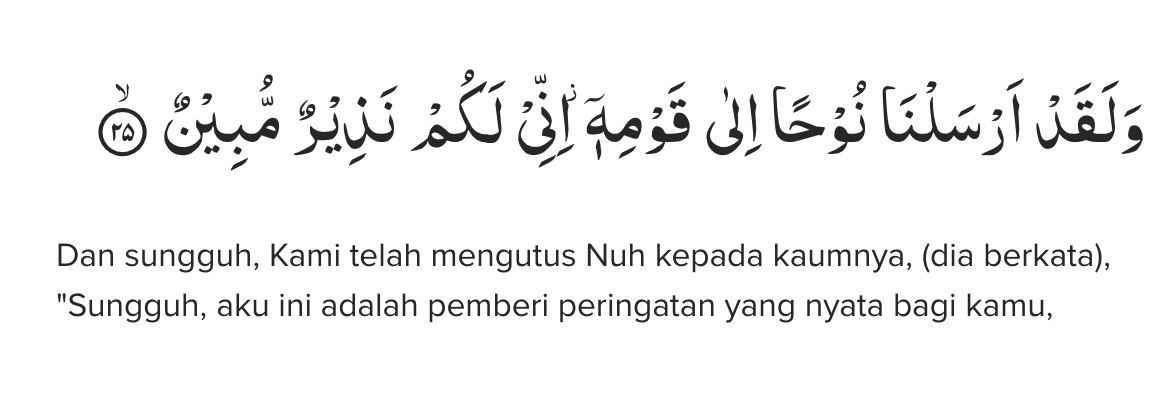 وَلَقَدْ اَرْسَلْنَا نُوْحًا اِلٰى قَوْمِهٖٓ اِنِّيْ لَكُمْ نَذِيْرٌ مُّبِيْنٌ ۙ ٢٥
Dan sungguh, Kami telah mengutus Nuh kepada kaumnya, (dia berkata),
"Sungguh, aku ini adalah pemberi peringatan yang nyata bagi kamu,